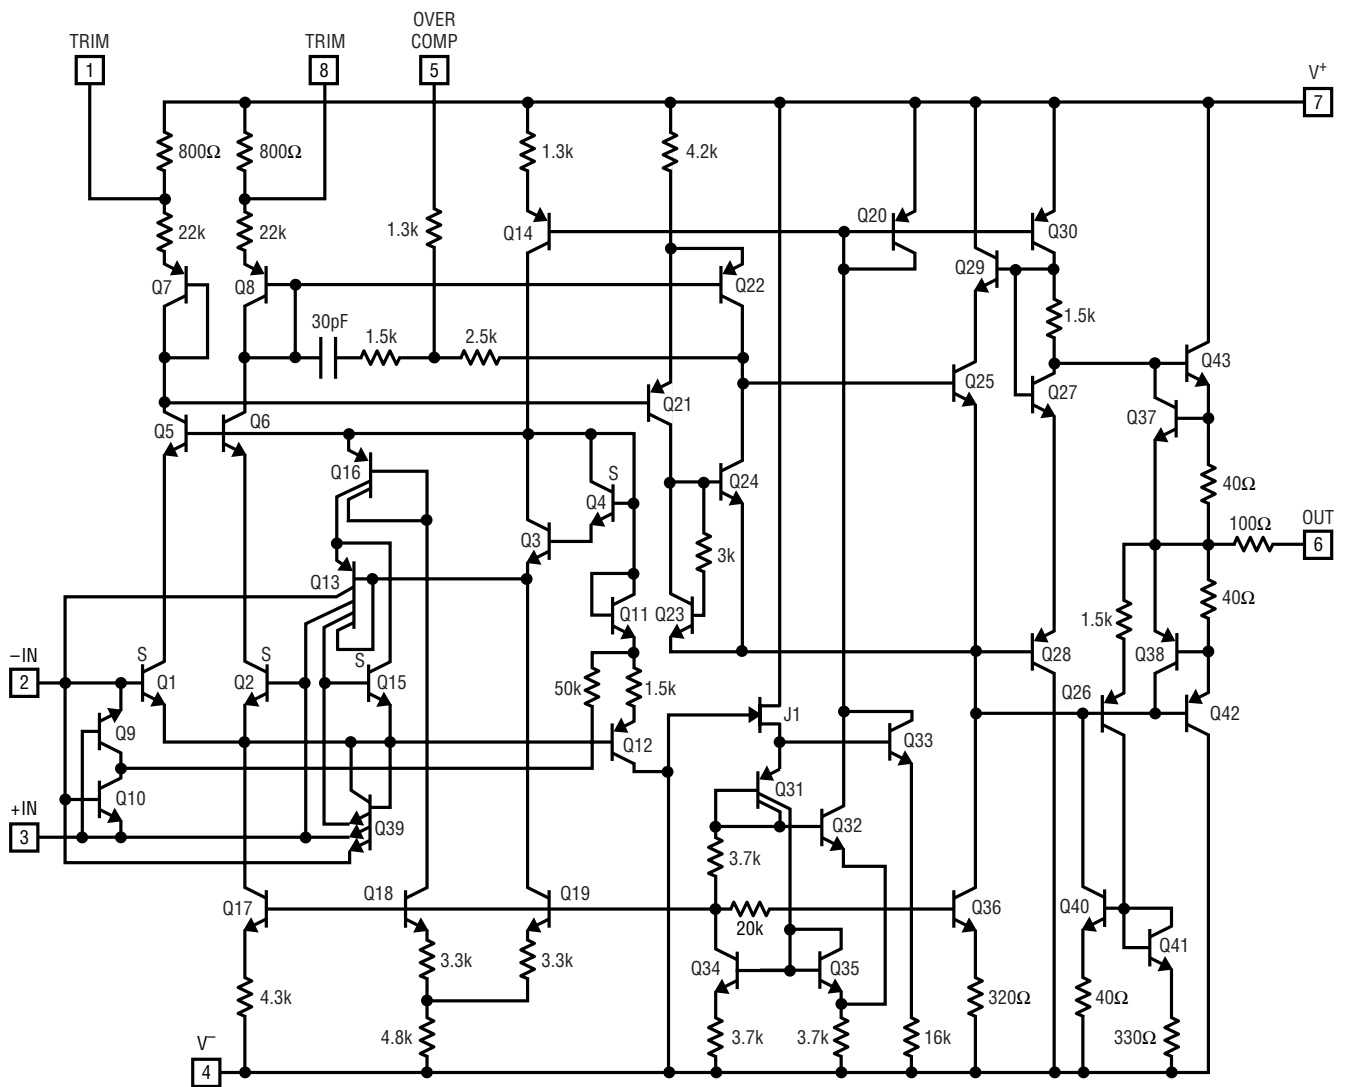 OVER
COMP
5
TRIM
1
TRIM
8
V+
7
800Ω
800Ω
1.3k
4.2k
22k
22k
1.3k
Q14
Q20
Q30
Q7
Q8
Q22
Q29
30pF
1.5k
2.5k
1.5k
Q43
Q21
Q25
Q27
Q37
Q5
Q6
Q16
S
Q4
Q24
40Ω
Q3
3k
100Ω
OUT
6
Q13
Q11
Q23
1.5k
40Ω
–IN
2
S
Q1
S
Q2
S
Q15
50k
1.5k
Q28
Q38
Q26
Q42
Q9
Q12
J1
Q33
+IN
3
Q10
Q39
Q31
Q32
3.7k
Q17
Q18
Q19
20k
Q36
Q40
Q41
3.3k
3.3k
Q34
Q35
4.3k
320Ω
40Ω
4.8k
3.7k
3.7k
16k
330Ω
V–
4